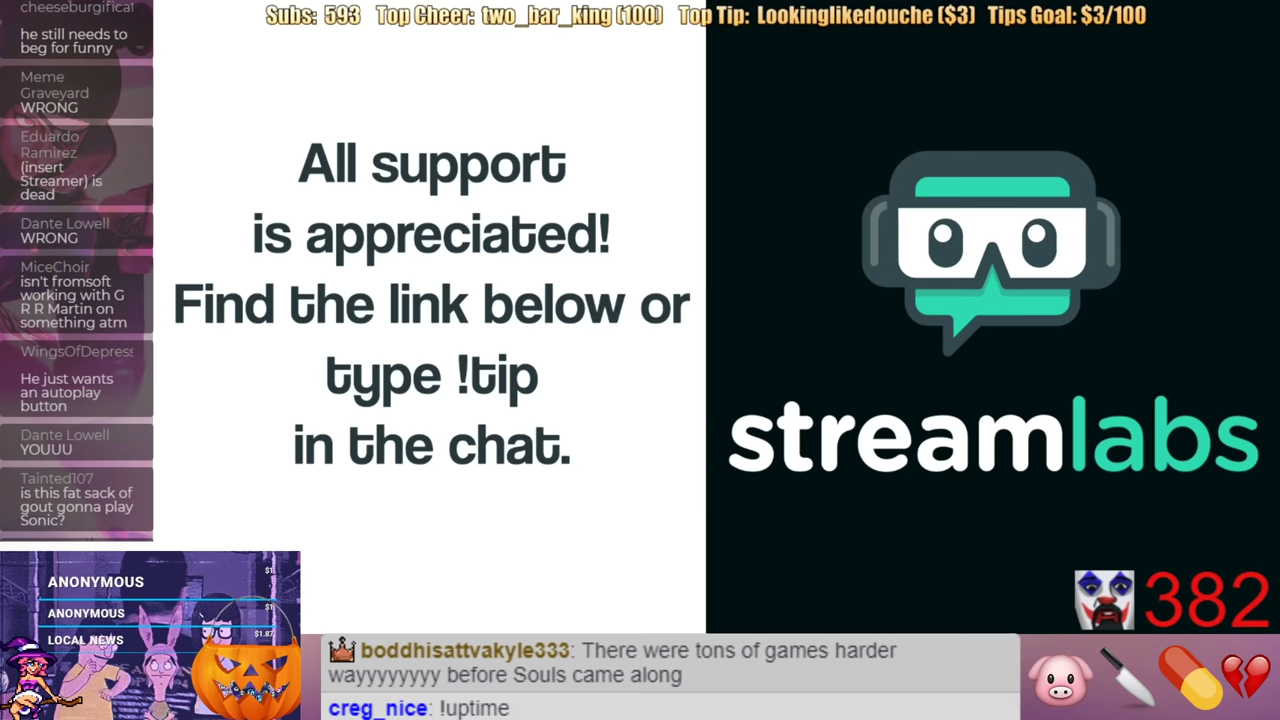 Subs: 593 Top Cheer: two_bar_king (100) Top Tip: Lookinglikedouche ($3) Tips Goal: $3/100
he still needs to
beg for funny
Meme
Graveyard
WRONG
Eduardo
Ramirez
(insert
Streamer) is
dead
Dante Lowell
WRONG
MiceChoir
isn't fromsoft
working with G
R R Martin on
something atm
He just wants
an autoplay
button
Dante Lowell
YOUUU
Tainted107
is this fat sack of
gout gonna play
Sonic?
All support
is appreciated!
Find the link below or
type !tip
in the chat.
streamlabs
382
ANONYMOUS $1
ANONYMOUS $1
LOCAL NEWS $1.87
boddhisattvakyle333: There were tons of games harder
wayyyyyyyy before Souls came along
creg_nice: !uptime